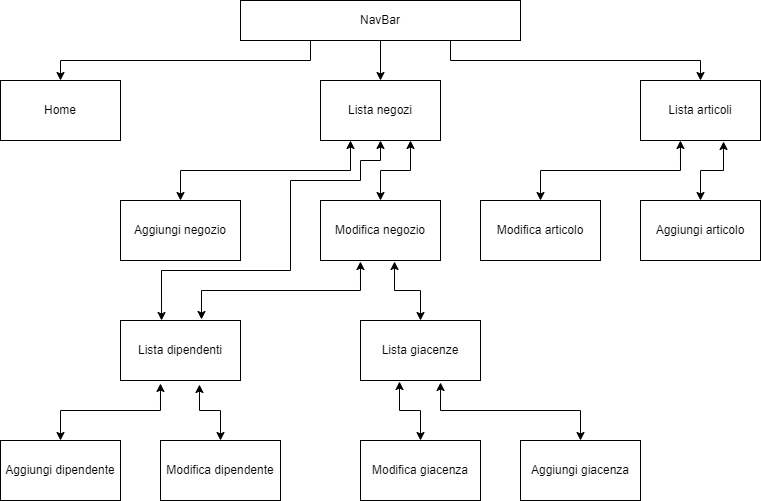 NavBar
Home
Lista negozi
Lista articoli
Aggiungi negozio
Modifica negozio
Modifica articolo
Aggiungi articolo
Lista dipendenti
Lista giacenze
Aggiungi dipendente
Modifica dipendente
Modifica giacenza
Aggiungi giacenza